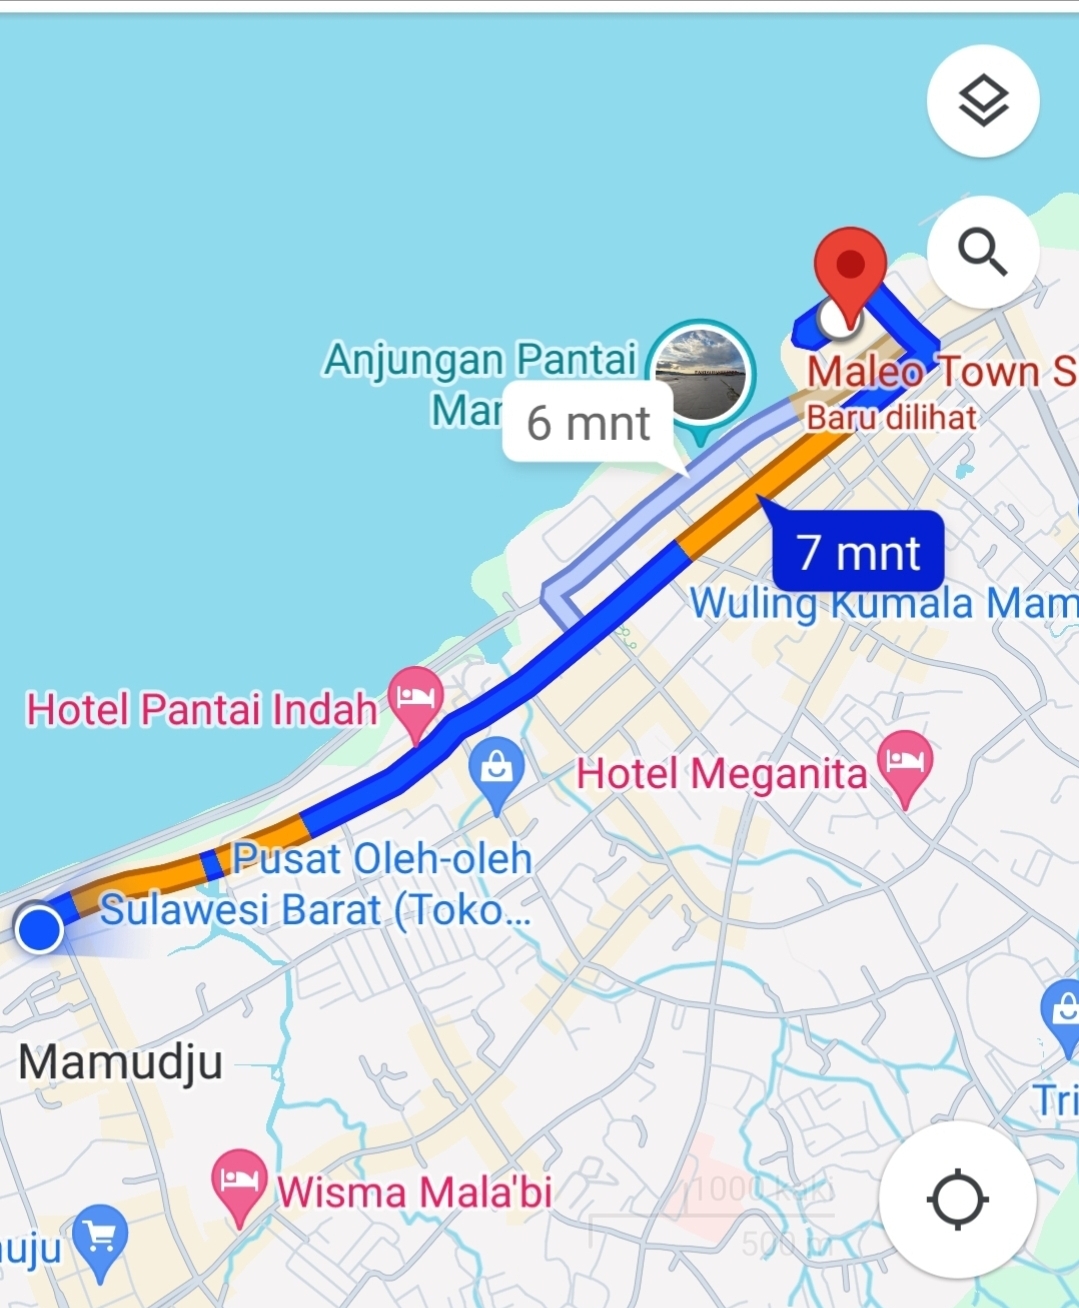 Anjungan Pantai
Mar
6 mnt
Maleo Town S
Baru dilihat
7 mnt
Wuling Kumala Mam
Hotel Pantai Indah
Hotel Meganita
Pusat Oleh-oleh
Sulawesi Barat (Toko...
Mamudju
Tri
Wisma Mala'bi
1000 kaki
500 m
uju